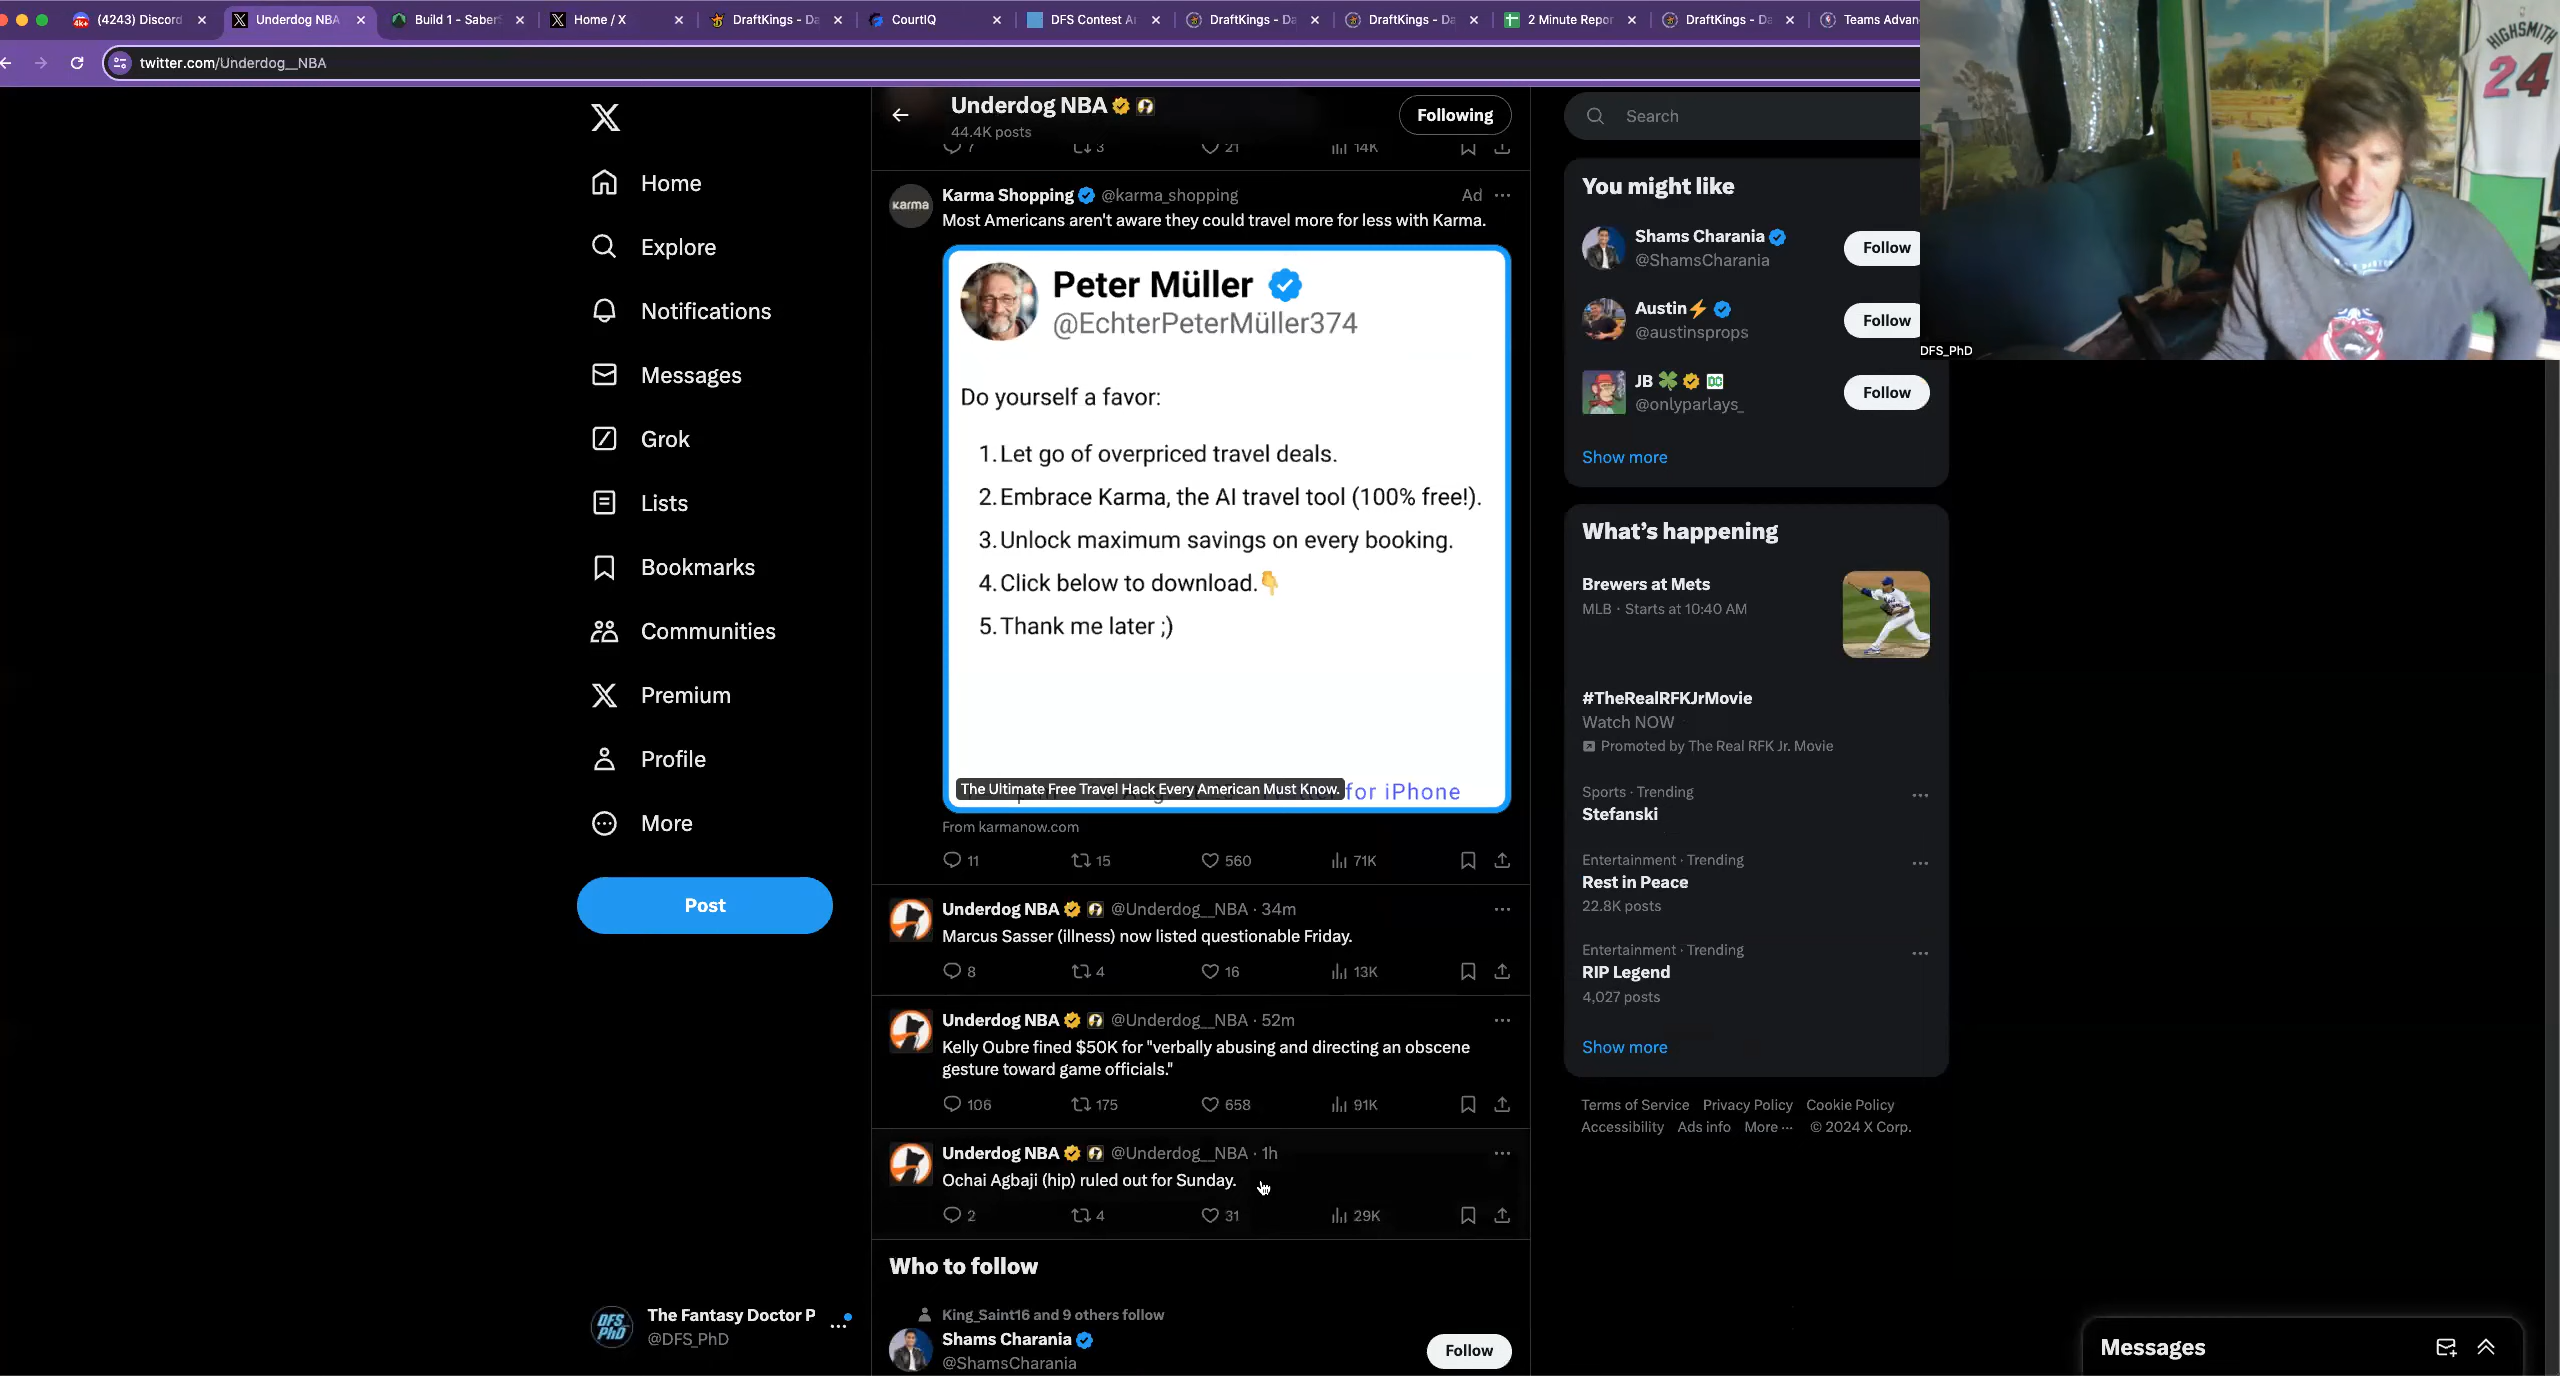 (4243) Discord
Underdog NBA
Build 1 - Saber
Home / X
DraftKings - Da
CourtIQ
DFS Contest A
DraftKings - Da
DraftKings - Da
2 Minute Repor
DraftKings - Da
Teams Advan
twitter.com/Underdog__NBA
Home
Explore
Notifications
Messages
Grok
Lists
Bookmarks
Communities
Premium
Profile
More
Post
The Fantasy Doctor P
@DFS_PhD
Underdog NBA
44.4K posts
Following
7 3 21 14K
Karma Shopping @karma_shopping Ad
karma
Most Americans aren't aware they could travel more for less with Karma.
Peter Müller
@EchterPeterMüller374
Do yourself a favor:
1. Let go of overpriced travel deals.
2. Embrace Karma, the AI travel tool (100% free!).
3. Unlock maximum savings on every booking.
4. Click below to download.👇
5. Thank me later ;)
The Ultimate Free Travel Hack Every American Must Know.
for iPhone
From karmanow.com
11 15 560 71K
Underdog NBA @Underdog__NBA · 34m
Marcus Sasser (illness) now listed questionable Friday.
8 4 16 13K
Underdog NBA @Underdog__NBA · 52m
Kelly Oubre fined $50K for "verbally abusing and directing an obscene
gesture toward game officials."
106 175 658 91K
Underdog NBA @Underdog__NBA · 1h
Ochai Agbaji (hip) ruled out for Sunday.
2 4 31 29K
Who to follow
King_Saint16 and 9 others follow
Shams Charania
@ShamsCharania
Follow
Search
You might like
Shams Charania
@ShamsCharania
Follow
Austin⚡
@austinsprops
Follow
JB 🍀
@onlyparlays_
Follow
Show more
What's happening
Brewers at Mets
MLB · Starts at 10:40 AM
#TheRealRFKJrMovie
Watch NOW
Promoted by The Real RFK Jr. Movie
Sports · Trending
Stefanski
Entertainment · Trending
Rest in Peace
22.8K posts
Entertainment · Trending
RIP Legend
4,027 posts
Show more
Terms of Service Privacy Policy Cookie Policy
Accessibility Ads info More ··· © 2024 X Corp.
Messages
HIGHSMITH
24
DFS_PhD